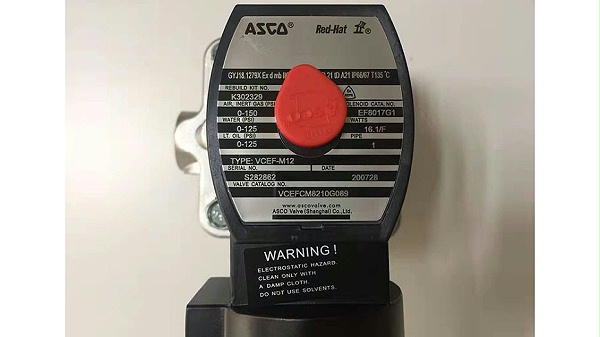 ASCO® Red-Hat II®
GYJ18.1279X Ex d mb II 21 tD A21 IP66/67 T135°C
REBUILD KIT NO.
K302329
AIR, INERT GAS (PSI) SOLENOID CATA. NO.
0-150 EF8017G1
WATER (PSI) WATTS
0-125 16.1/F
LT. OIL (PSI) PIPE
0-125 1
TYPE: VCEF-M12
SERIAL NO. DATE
S282862 200728
VALVE CATALOG NO.
VCEFCM8210G089
www.ascovalve.com
ASCO Valve (Shanghai) Co., Ltd.
WARNING !
ELECTROSTATIC HAZARD.
CLEAN ONLY WITH
A DAMP CLOTH.
DO NOT USE SOLVENTS.